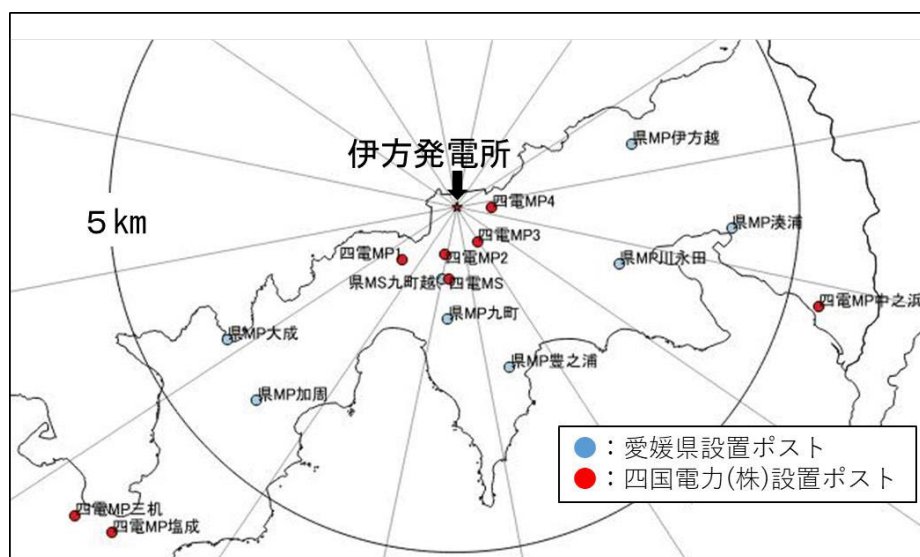 県MP伊方越
伊方発電所
四電MP4
5km
県MP湊浦
四電MP3
四電MP1
四電MP2
県MP川永田
県MS九町越
四電MS
四電MP中之浜
県MP九町
県MP大成
県MP豊之浦
県MP加周
:愛媛県設置ポスト
:四国電力(株)設置ポスト
四電MP三机
四電MP塩成